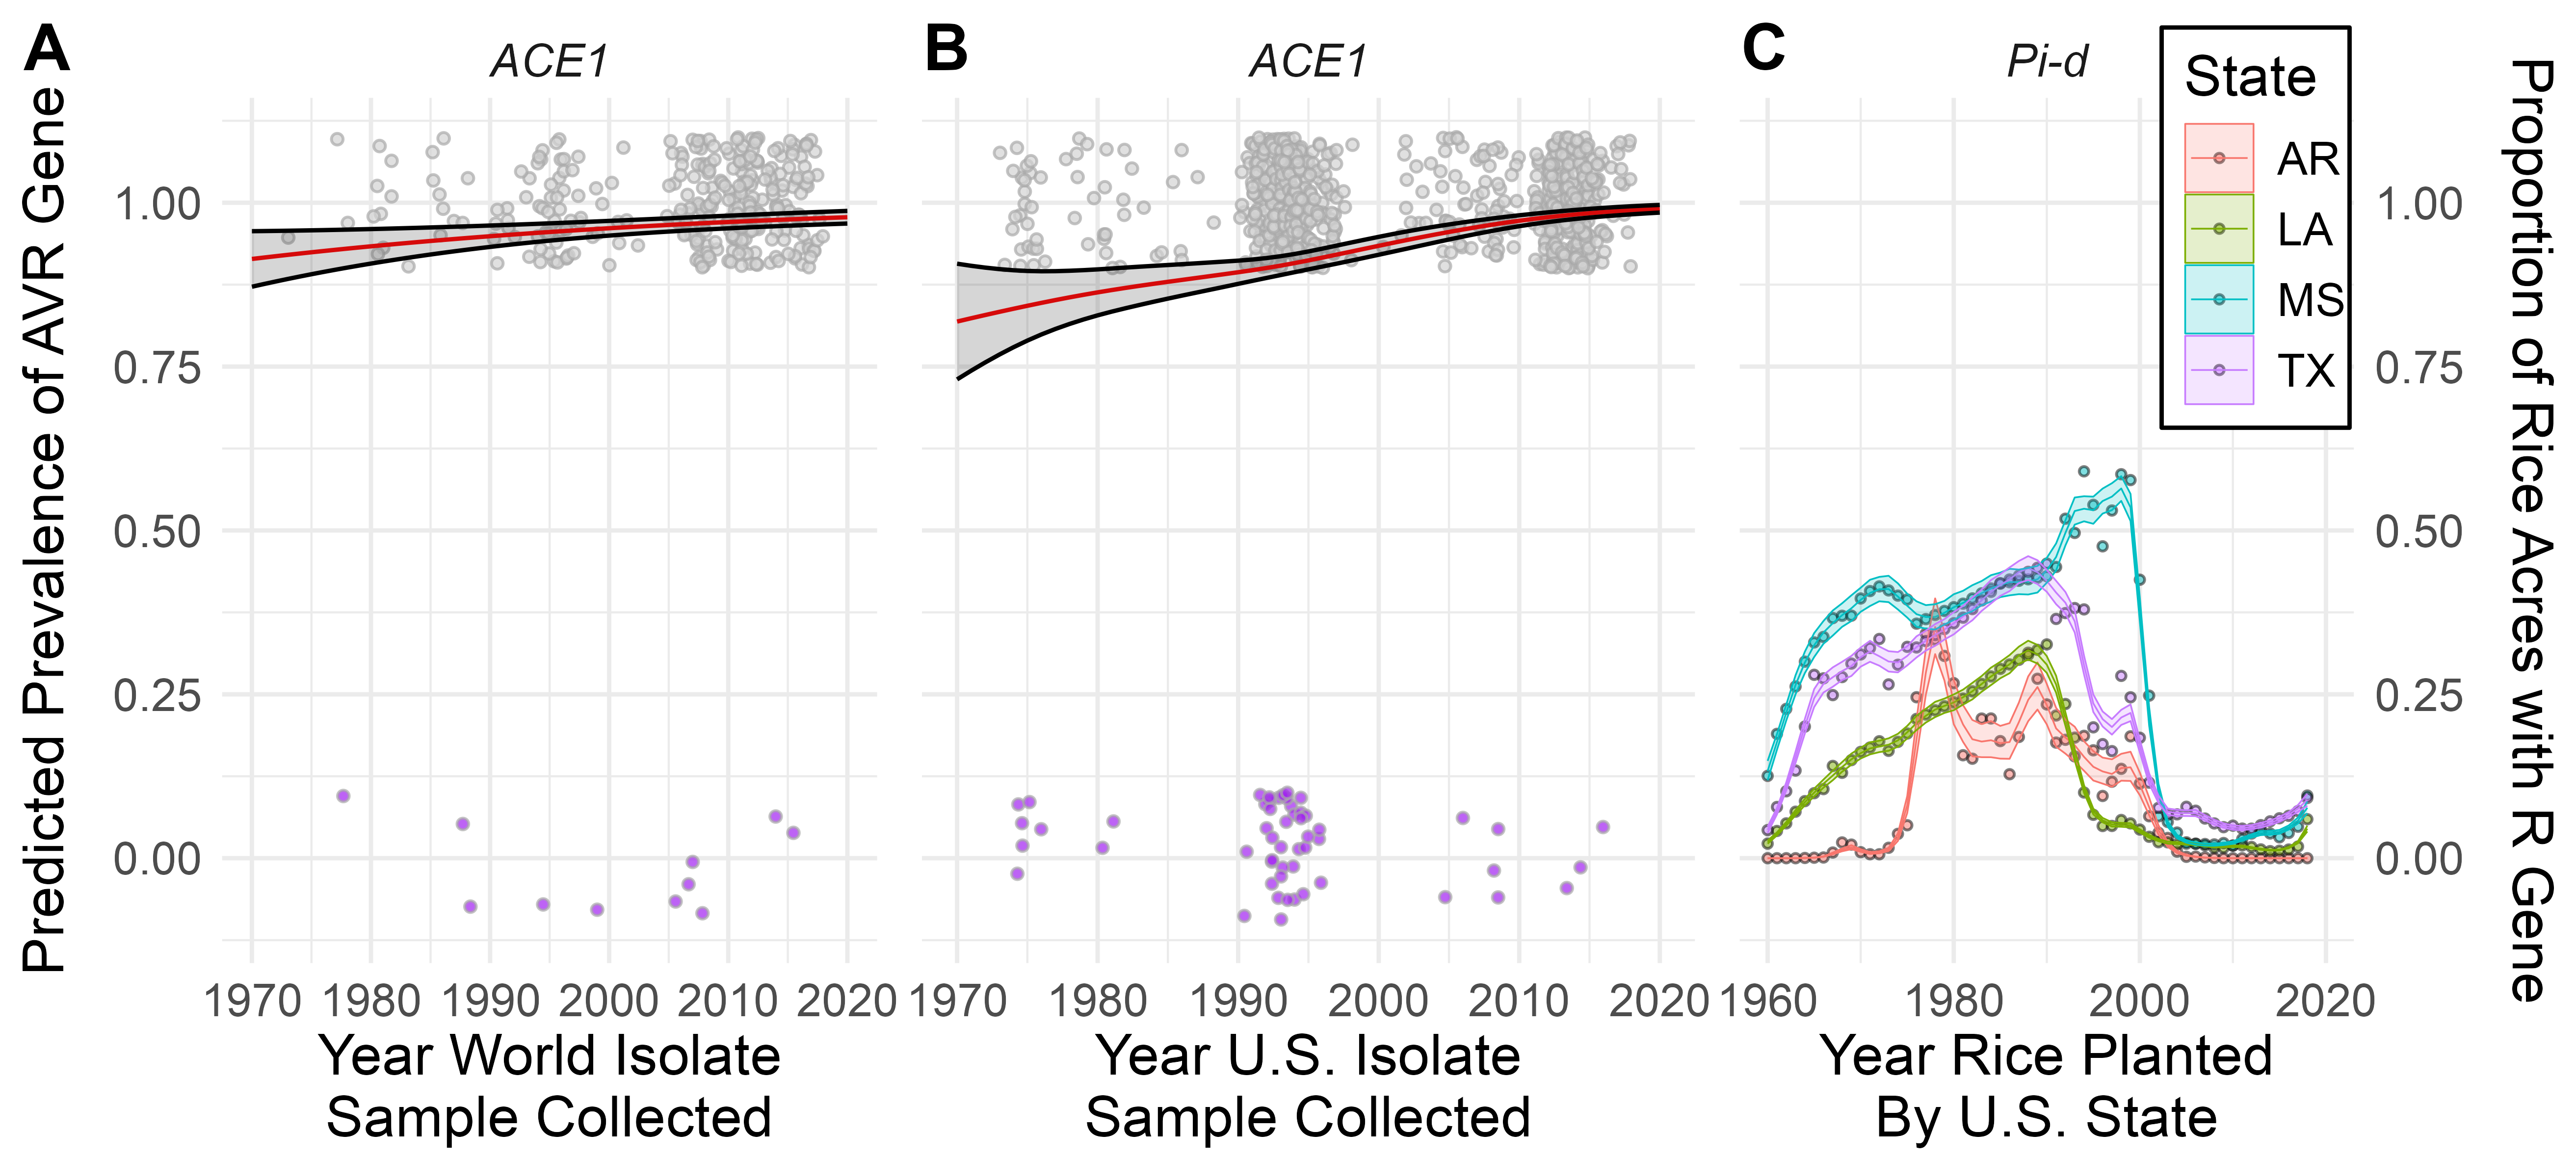 A
ACE1
B
ACE1
C
Pi-d
State
AR
LA
MS
TX
Predicted Prevalence of AVR Gene
1.00
0.75
0.50
0.25
0.00
1.00
0.75
0.50
0.25
0.00
Proportion of Rice Acres with R Gene
1970 1980 1990 2000 2010 2020
1970 1980 1990 2000 2010 2020
1960 1980 2000 2020
Year World Isolate
Sample Collected
Year U.S. Isolate
Sample Collected
Year Rice Planted
By U.S. State